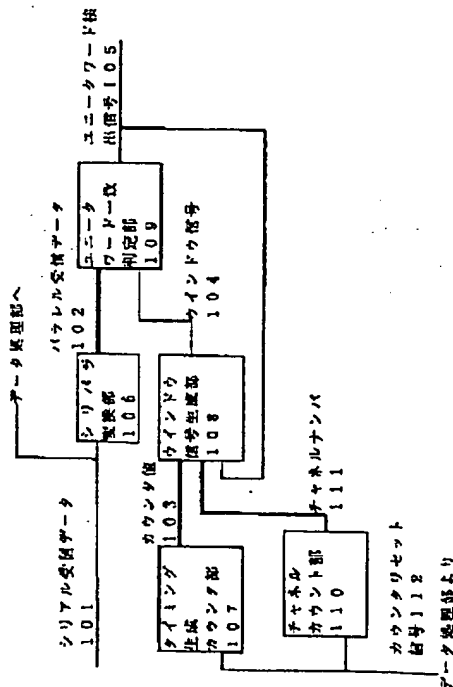 データ処理部へ
シリアル受信データ
101
シリパラ
変換部
106
パラレル受信データ
102
ユニーク
ワード一致
判定部
109
ユニークワード検
出信号105
カウンタ値
103
タイミング
生成
カウンタ部
107
ウインドウ
信号生成部
108
ウインドウ信号
104
チャネルナンバ
111
チャネル
カウント部
110
カウンタリセット
信号112
データ処理部より